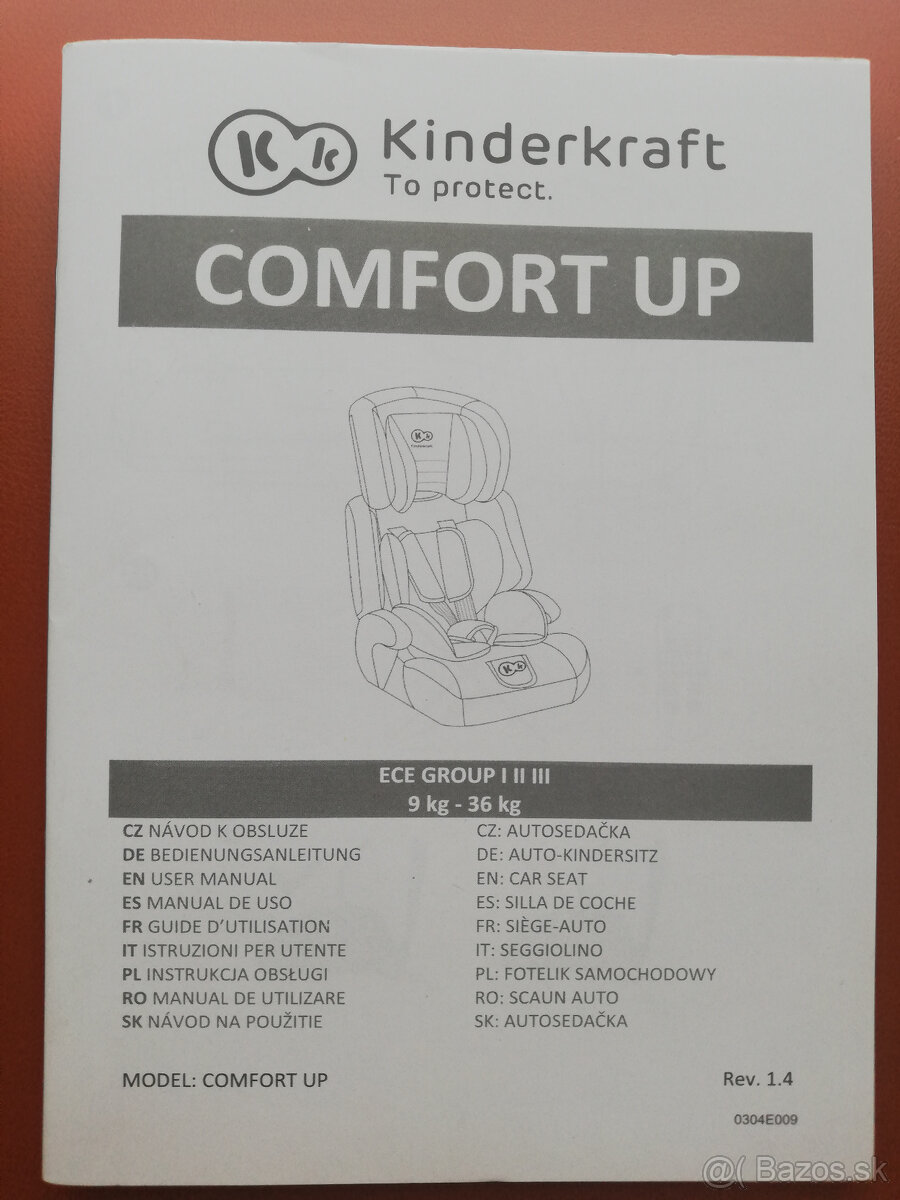 Kinderkraft
To protect.
COMFORT UP
Kinderkraft
ECE GROUP I II III
9 kg - 36 kg
CZ NÁVOD K OBSLUZE
DE BEDIENUNGSANLEITUNG
EN USER MANUAL
ES MANUAL DE USO
FR GUIDE D'UTILISATION
IT ISTRUZIONI PER UTENTE
PL INSTRUKCJA OBSŁUGI
RO MANUAL DE UTILIZARE
SK NÁVOD NA POUŽITIE
CZ: AUTOSEDAČKA
DE: AUTO-KINDERSITZ
EN: CAR SEAT
ES: SILLA DE COCHE
FR: SIÈGE-AUTO
IT: SEGGIOLINO
PL: FOTELIK SAMOCHODOWY
RO: SCAUN AUTO
SK: AUTOSEDAČKA
MODEL: COMFORT UP
Rev. 1.4
0304E009
@( Bazos.sk